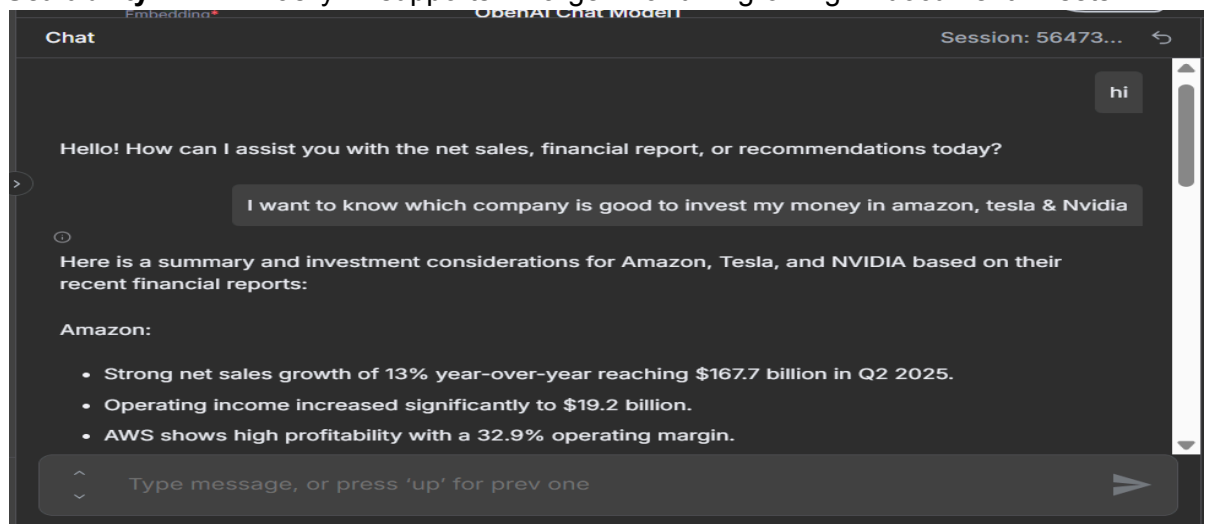 Embedding*
OpenAI Chat Model1
Chat
Session: 56473...
hi
Hello! How can I assist you with the net sales, financial report, or recommendations today?
I want to know which company is good to invest my money in amazon, tesla & Nvidia
Here is a summary and investment considerations for Amazon, Tesla, and NVIDIA based on their
recent financial reports:
Amazon:
• Strong net sales growth of 13% year-over-year reaching $167.7 billion in Q2 2025.
• Operating income increased significantly to $19.2 billion.
• AWS shows high profitability with a 32.9% operating margin.
Type message, or press ‘up’ for prev one